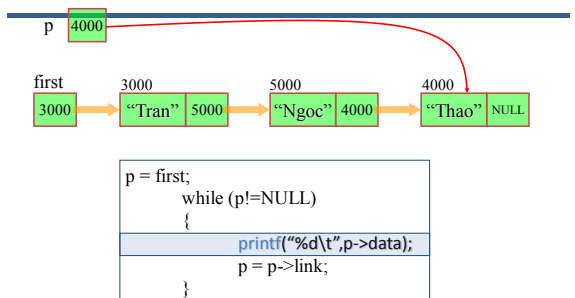 p 4000
first
3000 5000 4000
3000 "Tran" 5000 "Ngoc" 4000 "Thao" NULL
p = first;
while (p!=NULL)
{
printf(“%d\t”,p->data);
p = p->link;
}